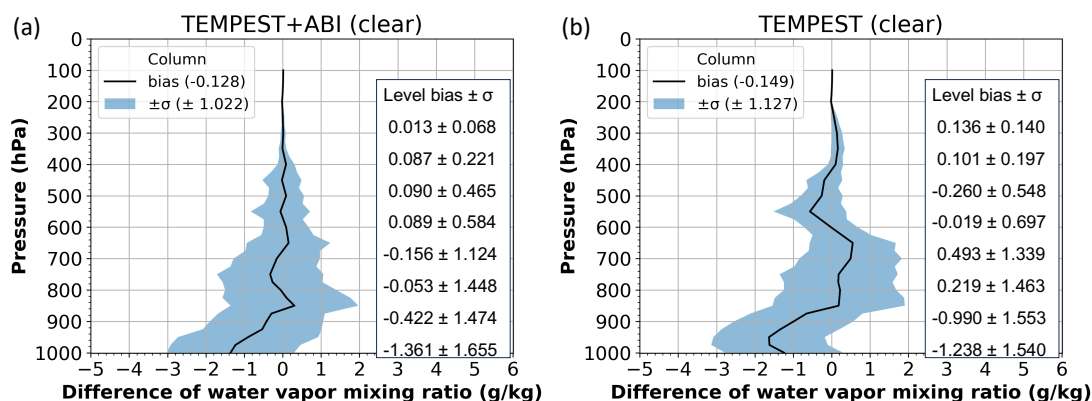 (a)
TEMPEST+ABI (clear)
0
100
200
300
400
500
600
700
800
900
1000
Pressure (hPa)
Column
bias (-0.128)
±σ (± 1.022)
Level bias ± σ
0.013 ± 0.068
0.087 ± 0.221
0.090 ± 0.465
0.089 ± 0.584
-0.156 ± 1.124
-0.053 ± 1.448
-0.422 ± 1.474
-1.361 ± 1.655
−5 −4 −3 −2 −1 0 1 2 3 4 5 6
Difference of water vapor mixing ratio (g/kg)
(b)
TEMPEST (clear)
0
100
200
300
400
500
600
700
800
900
1000
Pressure (hPa)
Column
bias (-0.149)
±σ (± 1.127)
Level bias ± σ
0.136 ± 0.140
0.101 ± 0.197
-0.260 ± 0.548
-0.019 ± 0.697
0.493 ± 1.339
0.219 ± 1.463
-0.990 ± 1.553
-1.238 ± 1.540
−5 −4 −3 −2 −1 0 1 2 3 4 5 6
Difference of water vapor mixing ratio (g/kg)